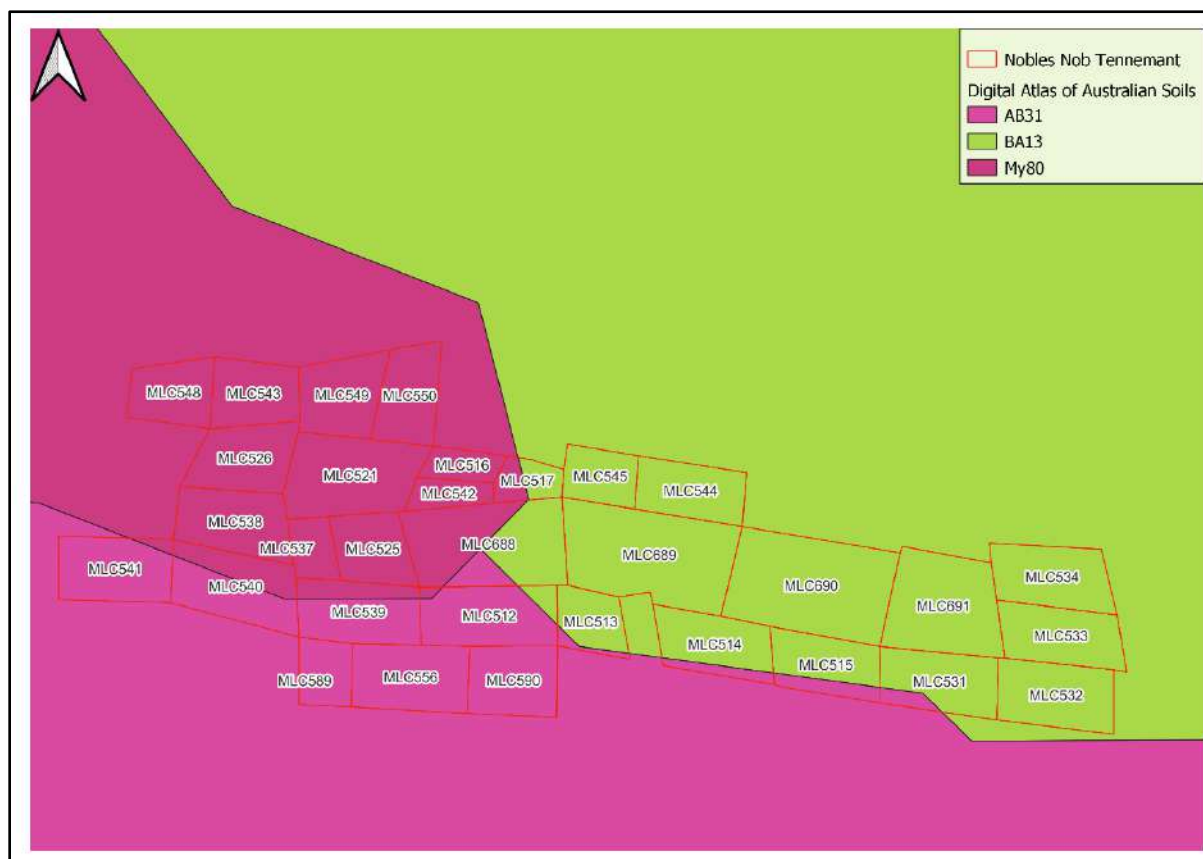 Nobles Nob Tennemant
Digital Atlas of Australian Soils
AB31
BA13
My80
MLC548
MLC543
MLC549
MLC550
MLC526
MLC521
MLC516
MLC542
MLC517
MLC545
MLC544
MLC538
MLC537
MLC525
MLC688
MLC689
MLC690
MLC691
MLC534
MLC533
MLC541
MLC540
MLC539
MLC512
MLC513
MLC514
MLC515
MLC531
MLC532
MLC589
MLC556
MLC590